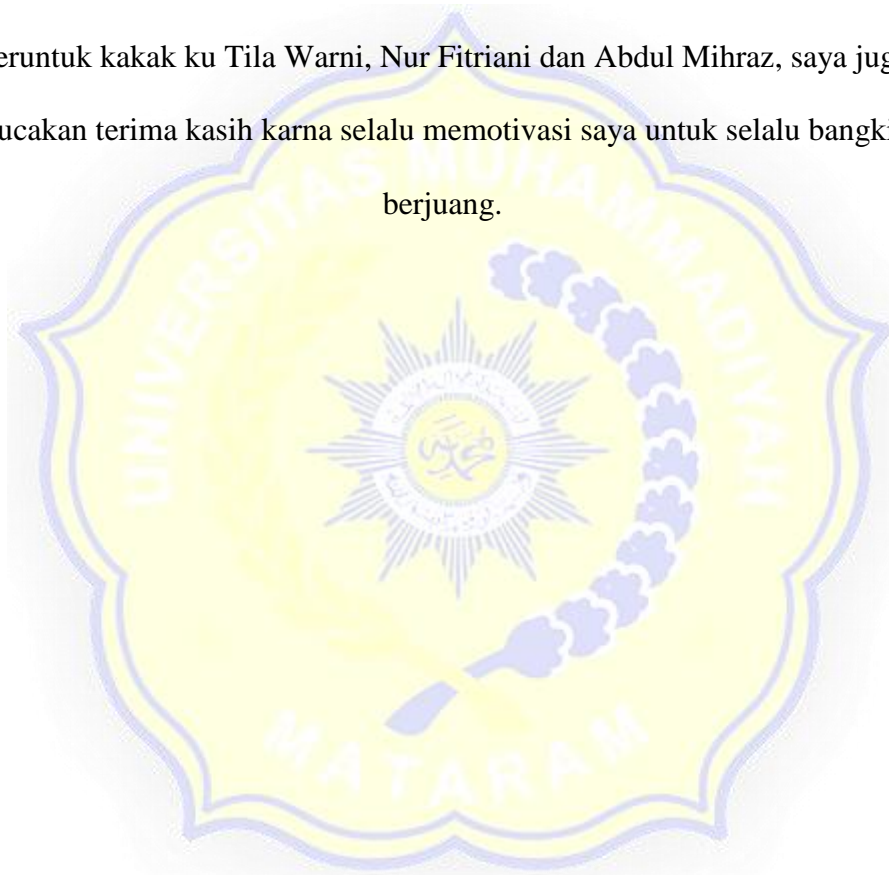 eruntuk kakak ku Tila Warni, Nur Fitriani dan Abdul Mihraz, saya jug
ucakan terima kasih karna selalu memotivasi saya untuk selalu bangki
berjuang.
UNIVERSITAS MUHAMMADIYAH
MATARAM